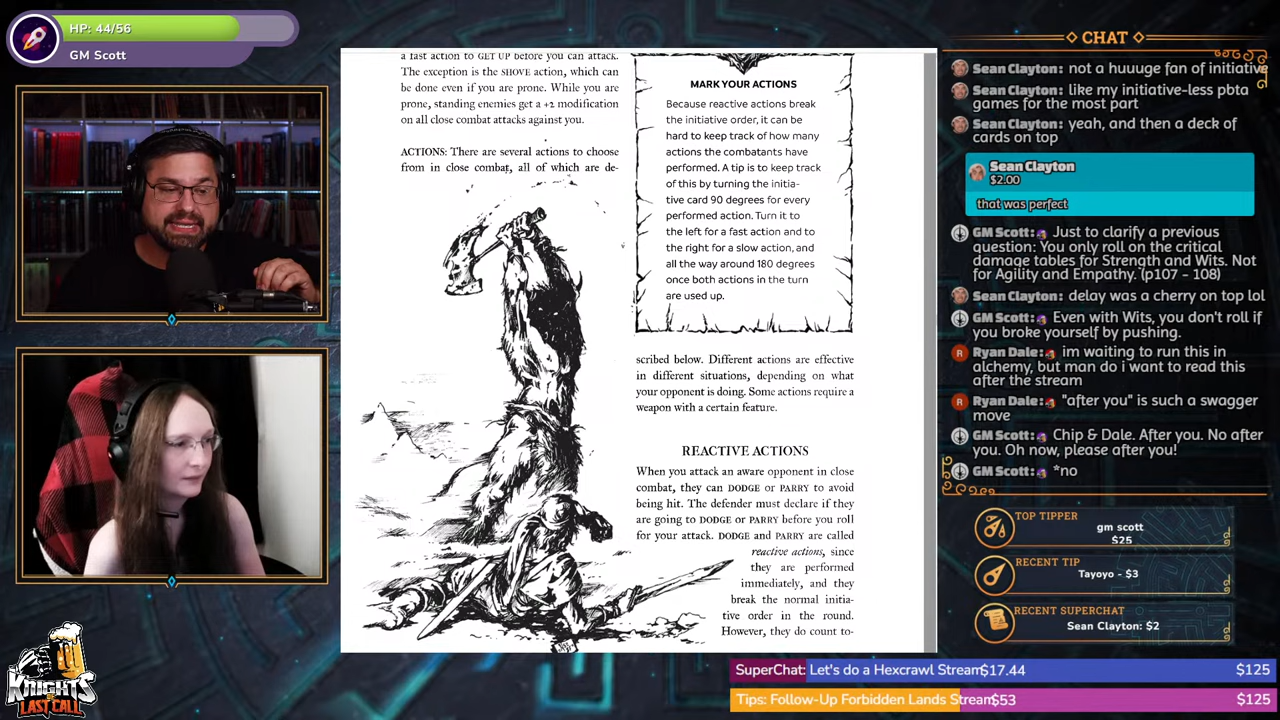 HP: 44/56
GM Scott
a fast action to GET UP before you can attack.
The exception is the SHOVE action, which can
be done even if you are prone. While you are
prone, standing enemies get a +2 modification
on all close combat attacks against you.
ACTIONS: There are several actions to choose
from in close combat, all of which are de-
MARK YOUR ACTIONS
Because reactive actions break
the initiative order, it can be
hard to keep track of how many
actions the combatants have
performed. A tip is to keep track
of this by turning the initia-
tive card 90 degrees for every
performed action. Turn it to
the left for a fast action and to
the right for a slow action, and
all the way around 180 degrees
once both actions in the turn
are used up.
scribed below. Different actions are effective
in different situations, depending on what
your opponent is doing. Some actions require a
weapon with a certain feature.
REACTIVE ACTIONS
When you attack an aware opponent in close
combat, they can DODGE or PARRY to avoid
being hit. The defender must declare if they
are going to DODGE or PARRY before you roll
for your attack. DODGE and PARRY are called
reactive actions, since
they are performed
immediately, and they
break the normal initia-
tive order in the round.
However, they do count to-
CHAT
Sean Clayton: not a huuuge fan of initiative
Sean Clayton: like my initiative-less pbta
games for the most part
Sean Clayton: yeah, and then a deck of
cards on top
Sean Clayton
$2.00
that was perfect
GM Scott: Just to clarify a previous
question: You only roll on the critical
damage tables for Strength and Wits. Not
for Agility and Empathy. (p107 - 108)
Sean Clayton: delay was a cherry on top lol
GM Scott: Even with Wits, you don't roll if
you broke yourself by pushing.
R Ryan Dale: im waiting to run this in
alchemy, but man do i want to read this
after the stream
R Ryan Dale: "after you" is such a swagger
move
GM Scott: Chip & Dale. After you. No after
you. Oh now, please after you!
GM Scott: *no
TOP TIPPER
gm scott
$25
RECENT TIP
Tayoyo - $3
RECENT SUPERCHAT
Sean Clayton: $2
KNIGHTS
OF
LAST CALL
SuperChat: Let's do a Hexcrawl Stream $17.44 $125
Tips: Follow-Up Forbidden Lands Stream $53 $125